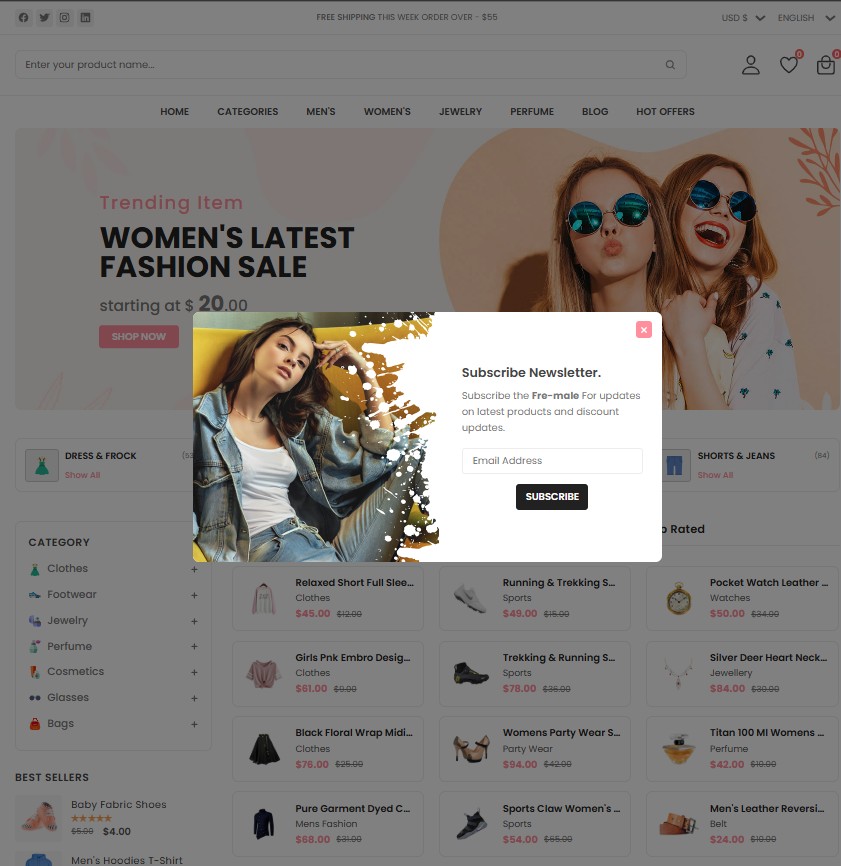 FREE SHIPPING THIS WEEK ORDER OVER - $55
USD $
ENGLISH
Enter your product name...
0
0
HOME
CATEGORIES
MEN'S
WOMEN'S
JEWELRY
PERFUME
BLOG
HOT OFFERS
Trending Item
WOMEN'S LATEST
FASHION SALE
starting at $ 20.00
SHOP NOW
Subscribe Newsletter.
Subscribe the Fre-male For updates
on latest products and discount
updates.
Email Address
SUBSCRIBE
DRESS & FROCK
Show All
SHORTS & JEANS
(84)
Show All
CATEGORY
Clothes
+
Footwear
+
Jewelry
+
Perfume
+
Cosmetics
+
Glasses
+
Bags
+
BEST SELLERS
Baby Fabric Shoes
$5.00 $4.00
Men's Hoodies T-Shirt
Rated
Relaxed Short Full Slee...
Clothes
$45.00 $12.00
Running & Trekking S...
Sports
$49.00 $15.00
Pocket Watch Leather ...
Watches
$50.00 $34.00
Girls Pnk Embro Desig...
Clothes
$61.00 $9.00
Trekking & Running S...
Sports
$78.00 $36.00
Silver Deer Heart Neck...
Jewellery
$84.00 $30.00
Black Floral Wrap Midi...
Clothes
$76.00 $25.00
Womens Party Wear S...
Party Wear
$94.00 $42.00
Titan 100 Ml Womens ...
Perfume
$42.00 $10.00
Pure Garment Dyed C...
Mens Fashion
$68.00 $31.00
Sports Claw Women's ...
Sports
$54.00 $65.00
Men's Leather Reversi...
Belt
$24.00 $10.00